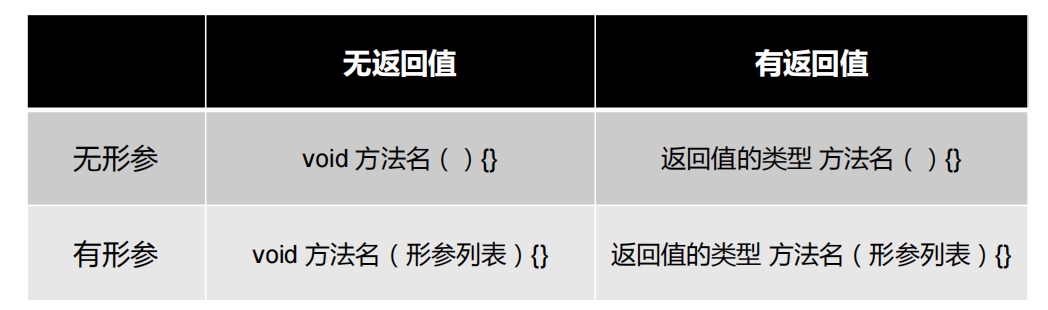 无返回值 有返回值
无形参 void 方法名（ ）{} 返回值的类型 方法名（ ）{}
有形参 void 方法名（形参列表）{} 返回值的类型 方法名（形参列表）{}